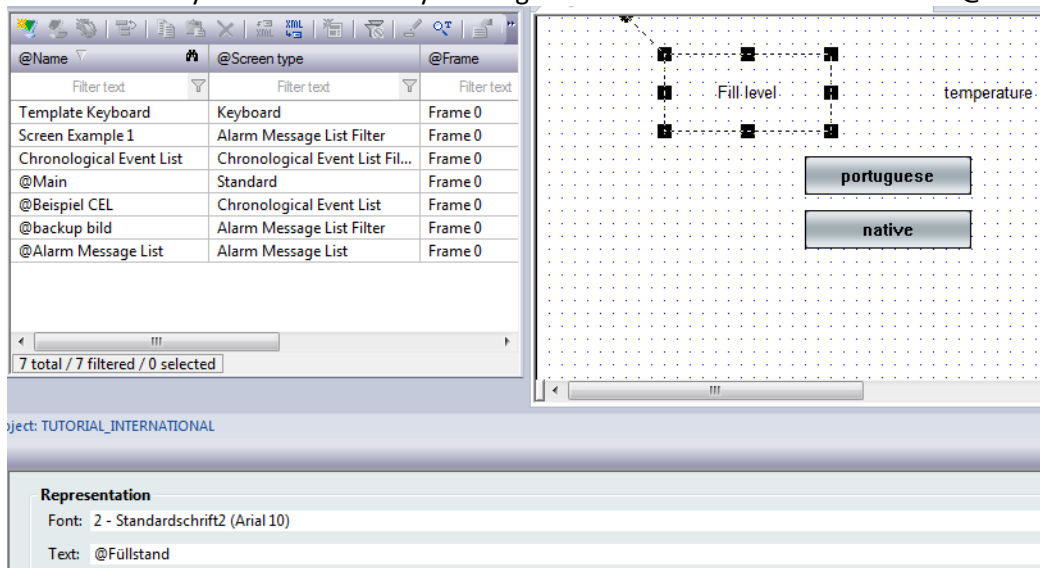 @Name @Screen type @Frame
Filter text Filter text Filter text
Template Keyboard Keyboard Frame 0
Screen Example 1 Alarm Message List Filter Frame 0
Chronological Event List Chronological Event List Fil... Frame 0
@Main Standard Frame 0
@Beispiel CEL Chronological Event List Frame 0
@backup bild Alarm Message List Filter Frame 0
@Alarm Message List Alarm Message List Frame 0
7 total / 7 filtered / 0 selected
Fill level temperature
portuguese
native
oject: TUTORIAL_INTERNATIONAL
Representation
Font: 2 - Standardschrift2 (Arial 10)
Text: @Füllstand